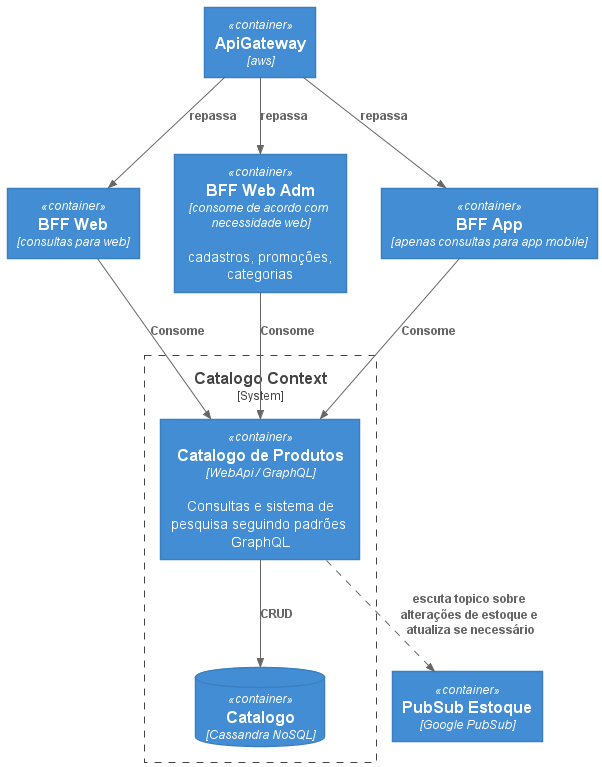 «container»
ApiGateway
[aws]
repassa
repassa
repassa
«container»
BFF Web
[consultas para web]
«container»
BFF Web Adm
[consome de acordo com
necessidade web]
cadastros, promoções,
categorias
«container»
BFF App
[apenas consultas para app mobile]
Consome
Consome
Consome
Catalogo Context
[System]
«container»
Catalogo de Produtos
[WebApi / GraphQL]
Consultas e sistema de
pesquisa seguindo padrões
GraphQL
CRUD
escuta topico sobre
alterações de estoque e
atualiza se necessário
«container»
Catalogo
[Cassandra NoSQL]
«container»
PubSub Estoque
[Google PubSub]